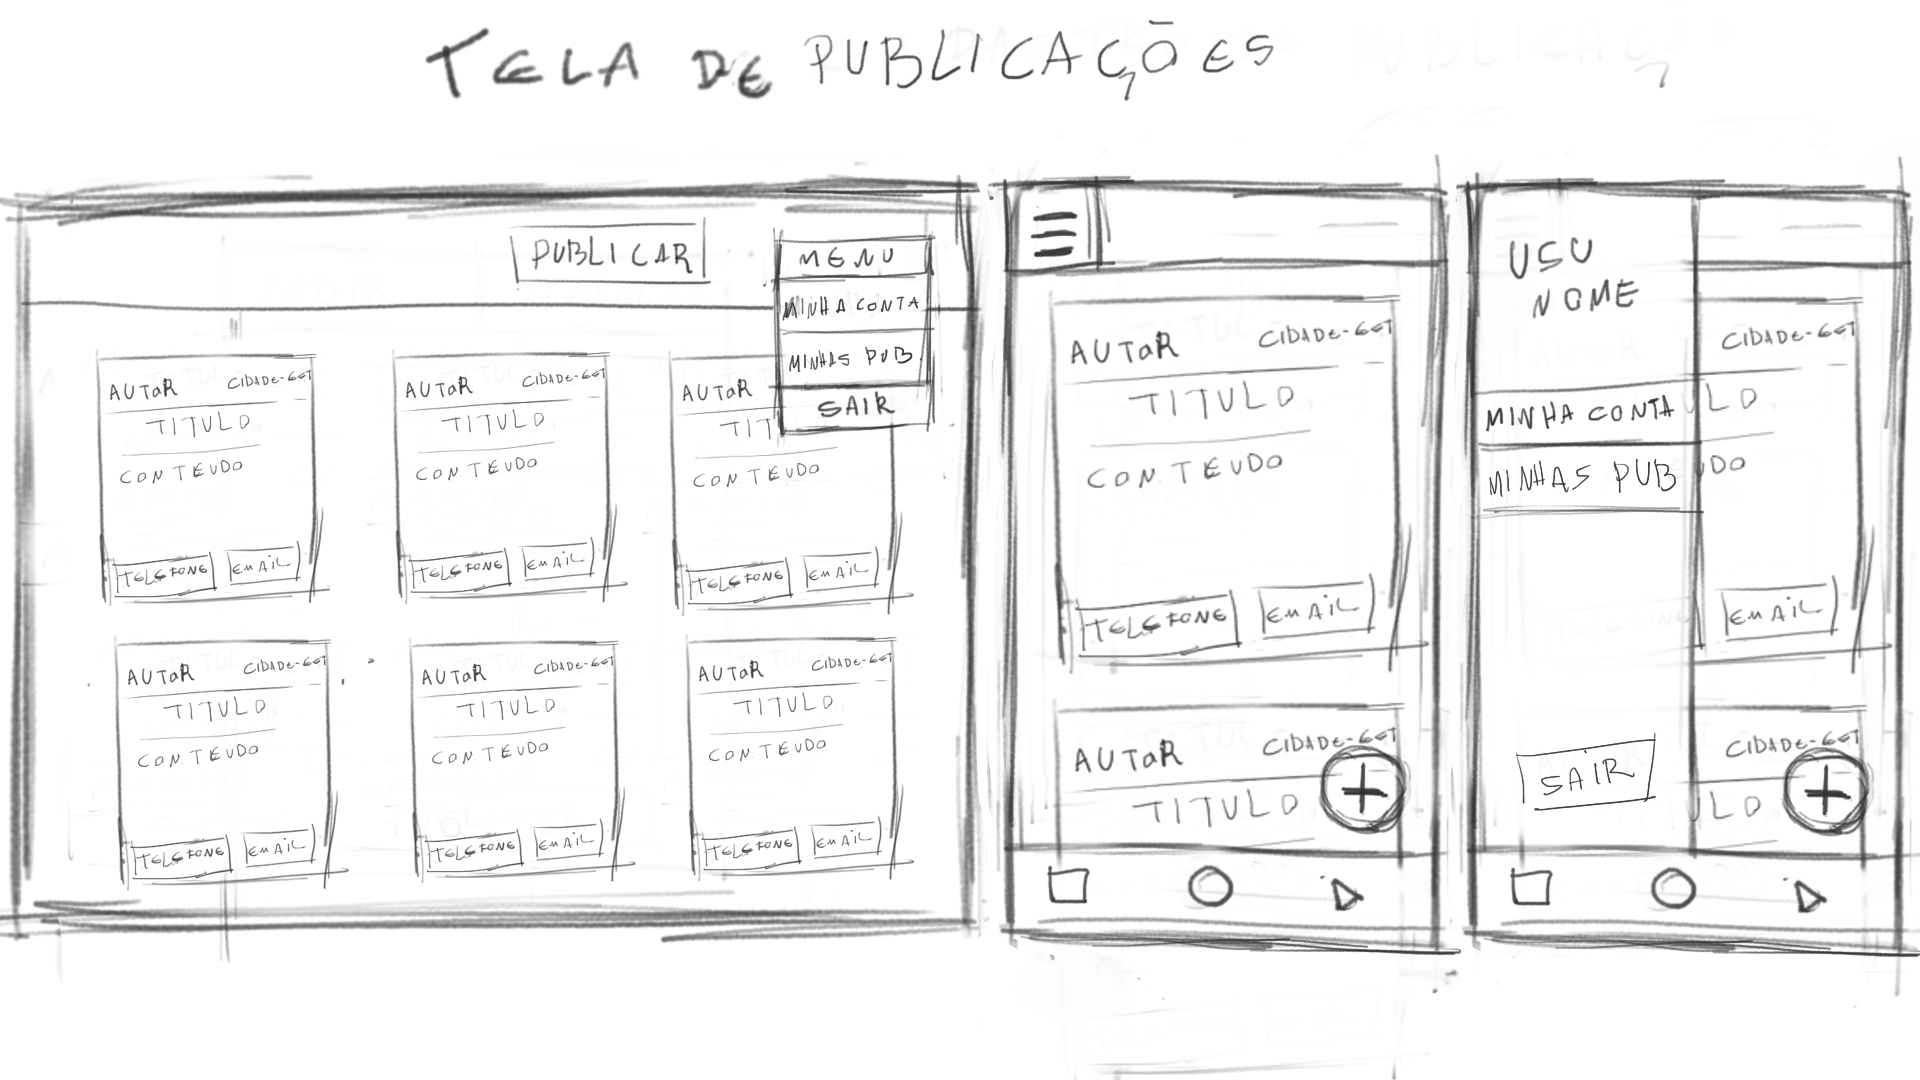 TELA DE PUBLICAÇÕES
PUBLICAR
MENU
MINHA CONTA
MINHAS PUB
SAIR
AUTOR CIDADE-EST
TITULO
CONTEUDO
TELEFONE EMAIL
AUTOR CIDADE-EST
TITULO
CONTEUDO
TELEFONE EMAIL
AUTOR
TIT
CONTEUDO
TELEFONE EMAIL
AUTOR CIDADE-EST
TITULO
CONTEUDO
TELEFONE EMAIL
AUTOR CIDADE-EST
TITULO
CONTEUDO
TELEFONE EMAIL
AUTOR CIDADE-EST
TITULO
CONTEUDO
TELEFONE EMAIL
AUTOR CIDADE-EST
TITULO
CONTEUDO
TELEFONE EMAIL
AUTOR CIDADE-EST
TITULO
USU
NOME
MINHA CONTA
MINHAS PUB
SAIR
CIDADE-EST
ULO
UDO
EMAIL
CIDADE-EST
ULO